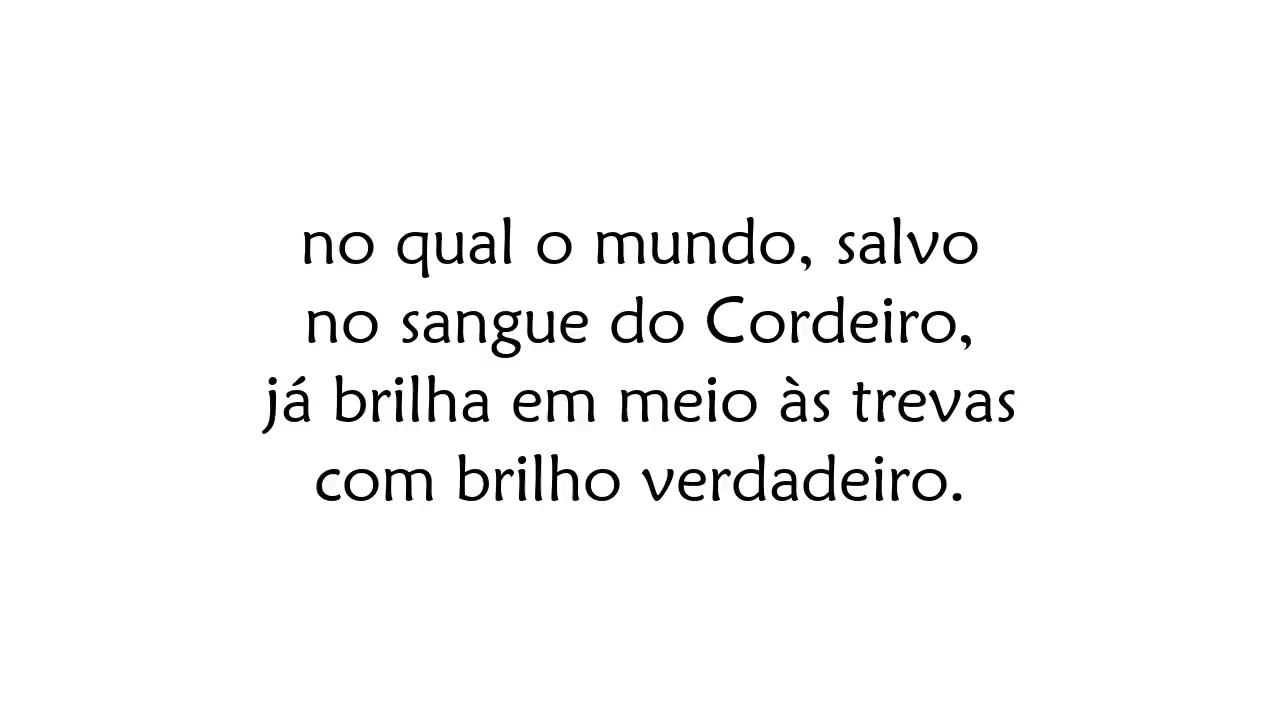 no qual o mundo, salvo
no sangue do Cordeiro,
já brilha em meio às trevas
com brilho verdadeiro.